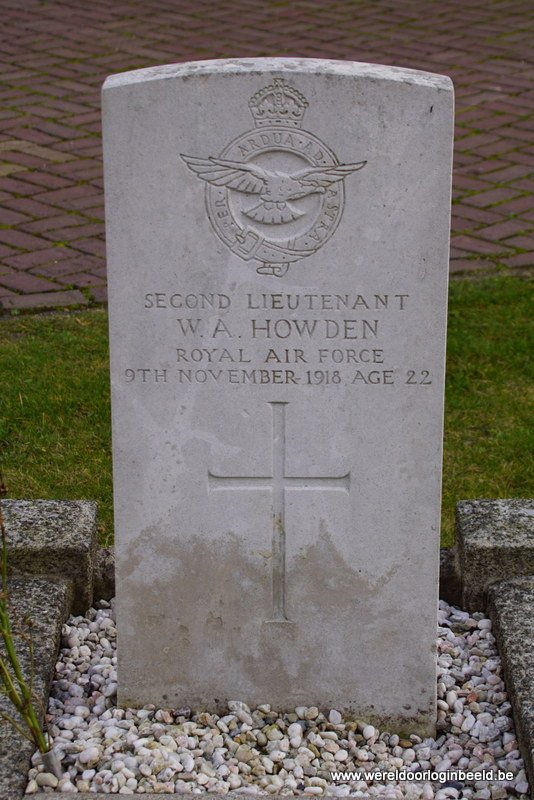 PER ARDUA AD ASTRA
SECOND LIEUTENANT
W. A. HOWDEN
ROYAL AIR FORCE
9TH NOVEMBER 1918 AGE 22
www.wereldoorloginbeeld.be